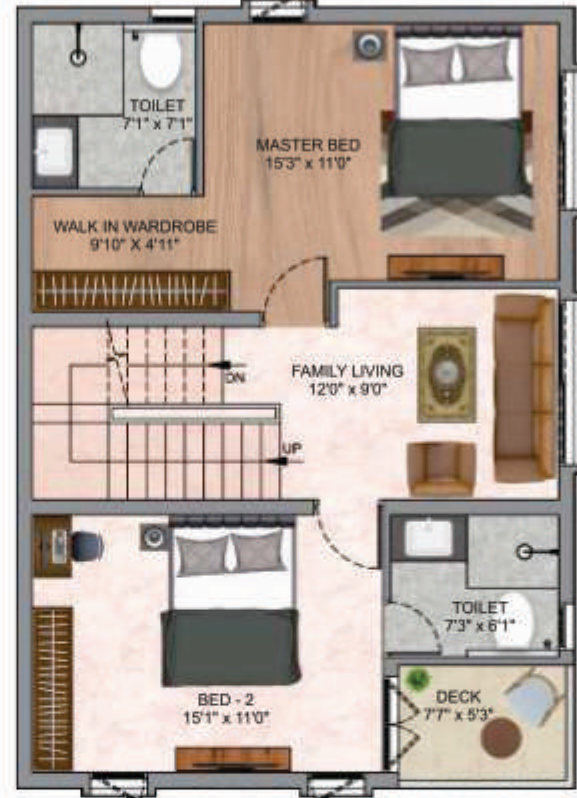 TOILET
7'1" x 7'1"
MASTER BED
15'3" x 11'0"
WALK IN WARDROBE
9'10" X 4'11"
FAMILY LIVING
12'0" x 9'0"
DN
UP
TOILET
7'3" x 6'1"
BED - 2
15'1" x 11'0"
DECK
7'7" x 5'3"